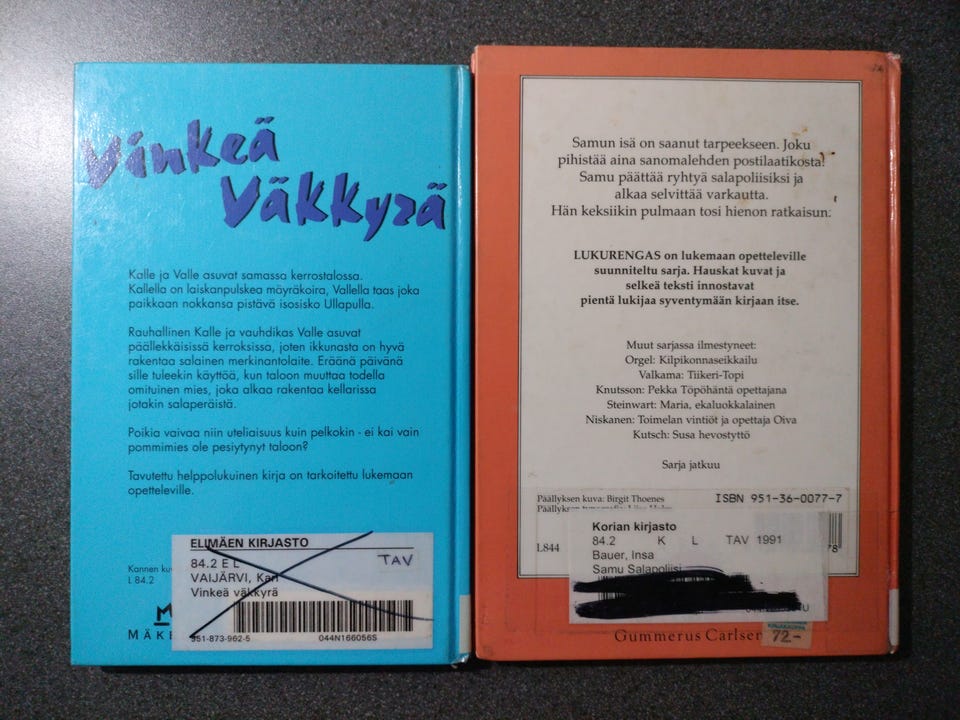 Vinkeä
Väkkyrä
Kalle ja Valle asuvat samassa kerrostalossa.
Kallella on laiskanpulskea mäyräkoira, Vallella taas joka
paikkaan nokkansa pistävä isosisko Ullapulla.
Rauhallinen Kalle ja vauhdikas Valle asuvat
päällekkäisissä kerroksissa, joten ikkunasta on hyvä
rakentaa salainen merkinantolaite. Eräänä päivänä
sille tuleekin käyttöä, kun taloon muuttaa todella
omituinen mies, joka alkaa rakentaa kellarissa
jotakin salaperäistä.
Poikia vaivaa niin uteliaisuus kuin pelkokin - ei kai vain
pommimies ole pesiytynyt taloon?
Tavutettu helppolukuinen kirja on tarkoitettu lukemaan
opetteleville.
Kannen
L 84.2
ELIMÄEN KIRJASTO
84.2 E L TAV
VAIJÄRVI, Kari
Vinkeä väkkyrä
951-873-962-5 044N166056S
Samun isä on saanut tarpeekseen. Joku
pihistää aina sanomalehden postilaatikosta!
Samu päättää ryhtyä salapoliisiksi ja
alkaa selvittää varkautta.
Hän keksiikin pulmaan tosi hienon ratkaisun.
LUKURENGAS on lukemaan opetteleville
suunniteltu sarja. Hauskat kuvat ja
selkeä teksti innostavat
pientä lukijaa syventymään kirjaan itse.
Muut sarjassa ilmestyneet:
Orgel: Kilpikonnaseikkailu
Valkama: Tiikeri-Topi
Knutsson: Pekka Töpöhäntä opettajana
Steinwart: Maria, ekaluokkalainen
Niskanen: Toimelan vintiöt ja opettaja Oiva
Kutsch: Susa hevostyttö
Sarja jatkuu
Päällyksen kuva: Birgit Thoenes ISBN 951-36-0077-7
Päällyksen
L844
Korian kirjasto
84.2 K L TAV 1991
Bauer, Insa
Samu Salapoliisi
Gummerus Carlsen
72.-